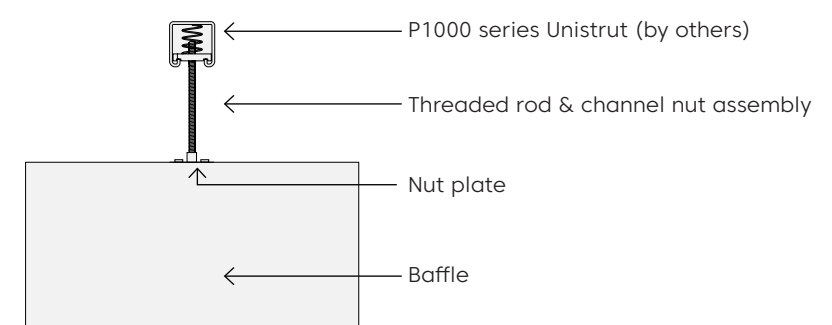 P1000 series Unistrut (by others)
Threaded rod & channel nut assembly
Nut plate
Baffle